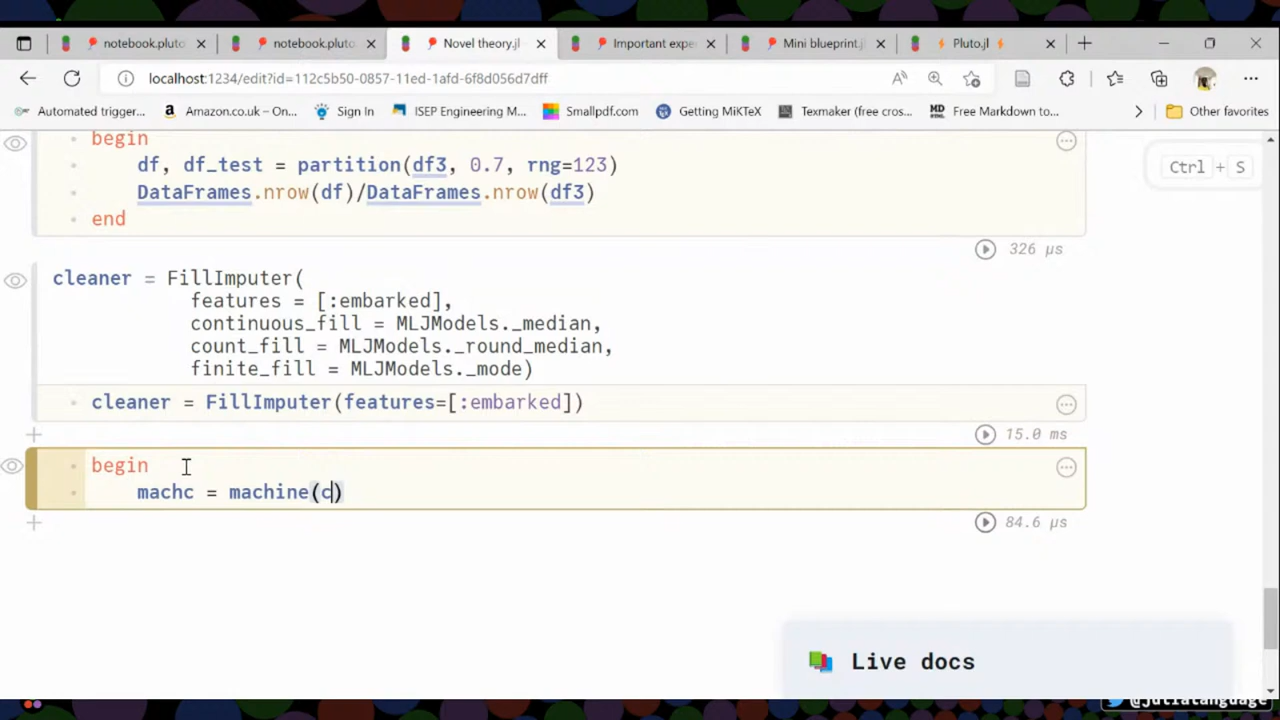 notebook.pluto
notebook.pluto
Novel theory.jl
Important expe
Mini blueprint.jl
Pluto.jl
localhost:1234/edit?id=112c5b50-0857-11ed-1afd-6f8d056d7dff
Automated trigger...
Amazon.co.uk – On...
Sign In
ISEP Engineering M...
Smallpdf.com
Getting MiKTeX
Texmaker (free cros...
MD Free Markdown to...
Other favorites
Ctrl + S
begin
df, df_test = partition(df3, 0.7, rng=123)
DataFrames.nrow(df)/DataFrames.nrow(df3)
end
326 μs
cleaner = FillImputer(
features = [:embarked],
continuous_fill = MLJModels._median,
count_fill = MLJModels._round_median,
finite_fill = MLJModels._mode)
cleaner = FillImputer(features=[:embarked])
15.0 ms
begin
machc = machine(c)
84.6 μs
Live docs
@JuliaLanguage